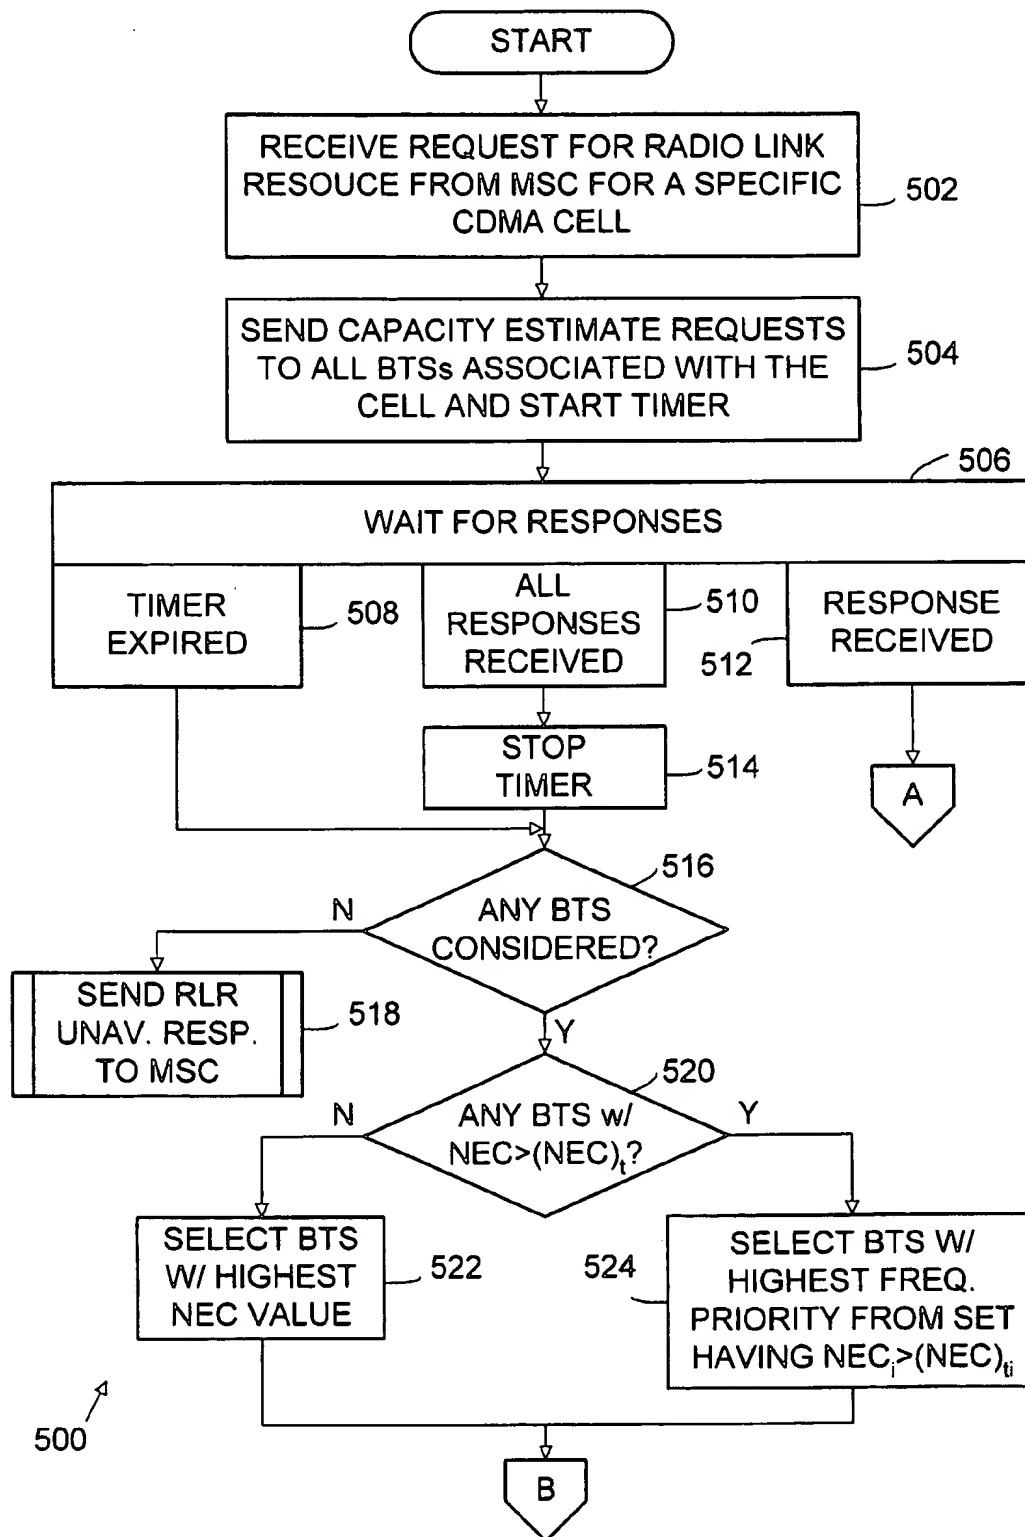 START
RECEIVE REQUEST FOR RADIO LINK
RESOUCE FROM MSC FOR A SPECIFIC
CDMA CELL
502
SEND CAPACITY ESTIMATE REQUESTS
TO ALL BTSs ASSOCIATED WITH THE
CELL AND START TIMER
504
506
WAIT FOR RESPONSES
TIMER
EXPIRED
508
ALL
RESPONSES
RECEIVED
510
512
RESPONSE
RECEIVED
STOP
TIMER
514
A
516
ANY BTS
CONSIDERED?
N
Y
SEND RLR
UNAV. RESP.
TO MSC
518
520
ANY BTS w/
NEC>(NEC)t?
N
Y
SELECT BTS
W/ HIGHEST
NEC VALUE
522
524
SELECT BTS W/
HIGHEST FREQ.
PRIORITY FROM SET
HAVING NECi>(NEC)ti
500
B